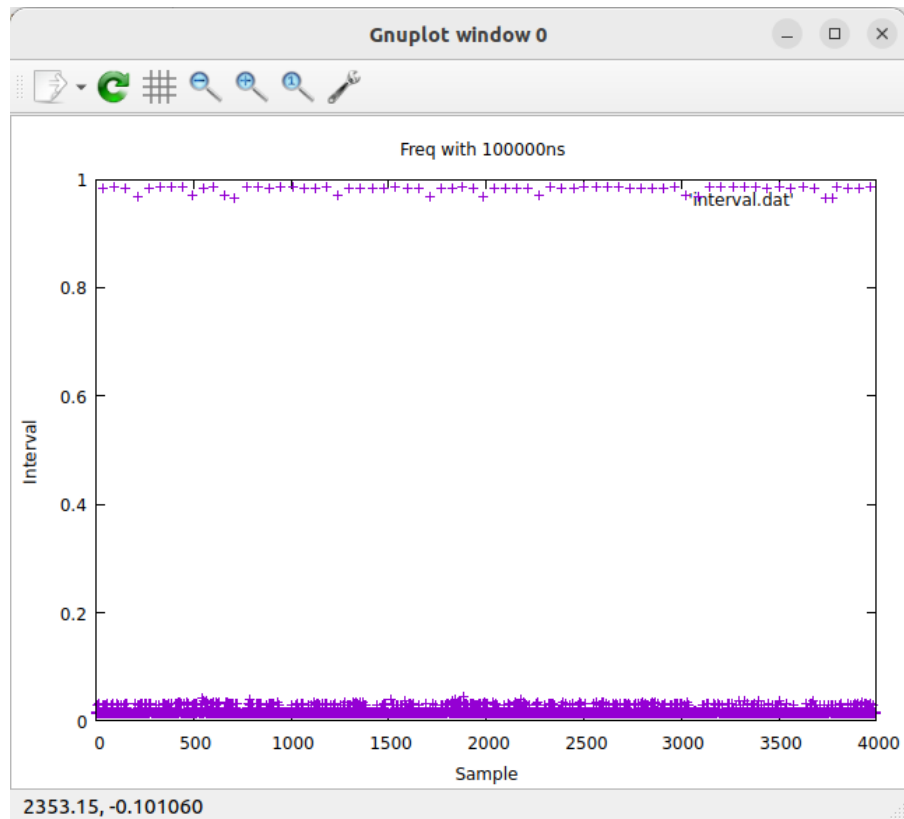 Gnuplot window 0
1
Freq with 100000ns
1
'interval.dat'
0.8
0.6
Interval
0.4
0.2
0
0 500 1000 1500 2000 2500 3000 3500 4000
Sample
2353.15, -0.101060